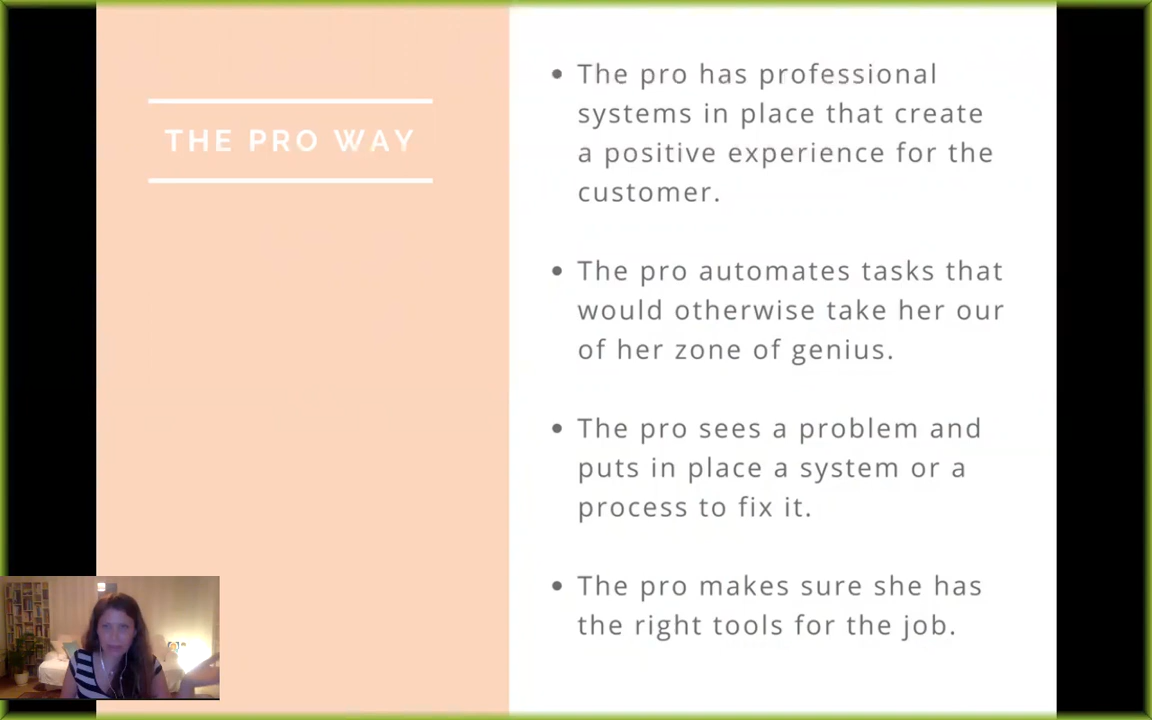 THE PRO WAY
• The pro has professional
systems in place that create
a positive experience for the
customer.
• The pro automates tasks that
would otherwise take her our
of her zone of genius.
• The pro sees a problem and
puts in place a system or a
process to fix it.
• The pro makes sure she has
the right tools for the job.